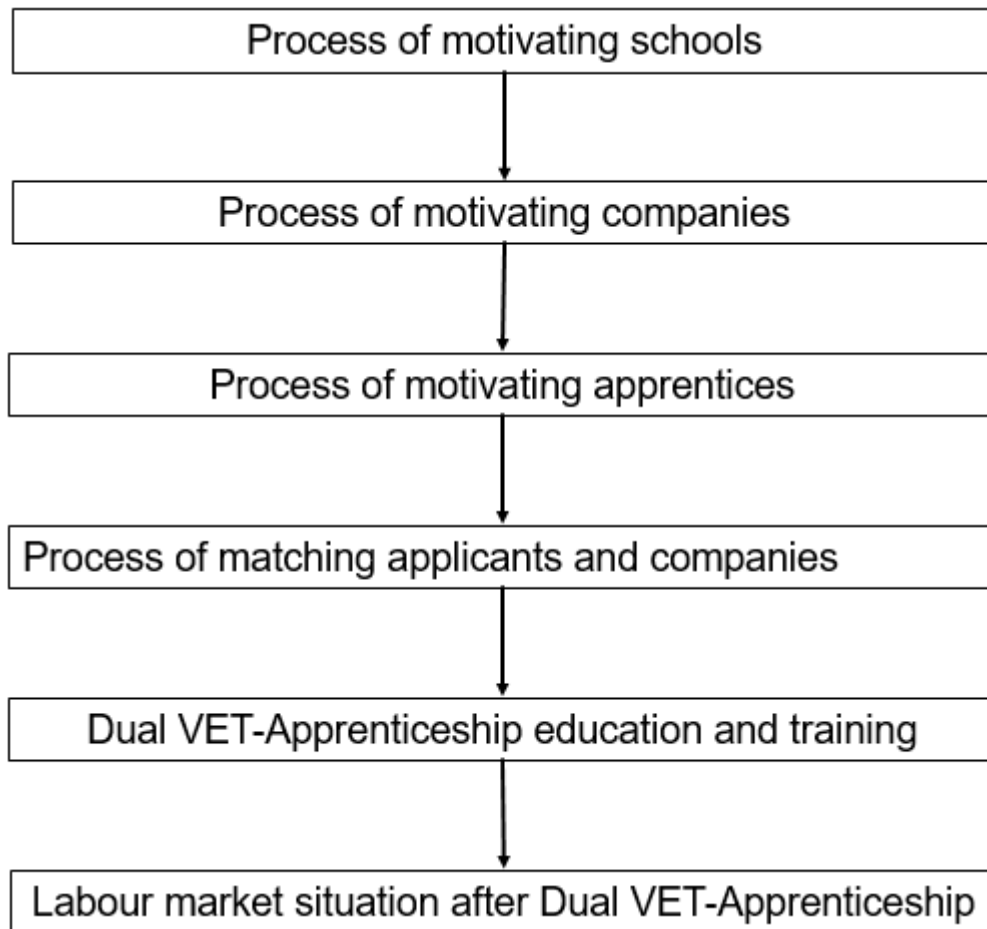 Process of motivating schools
Process of motivating companies
Process of motivating apprentices
Process of matching applicants and companies
Dual VET-Apprenticeship education and training
Labour market situation after Dual VET-Apprenticeship